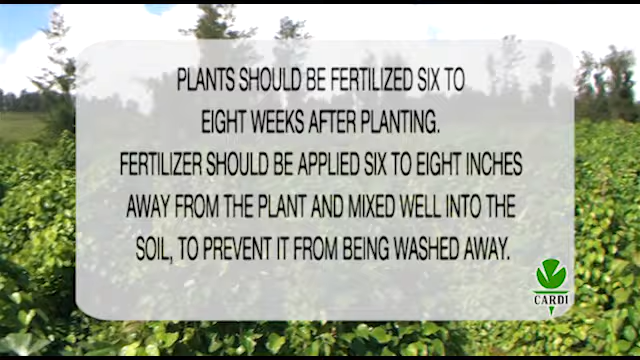 PLANTS SHOULD BE FERTILIZED SIX TO
EIGHT WEEKS AFTER PLANTING.
FERTILIZER SHOULD BE APPLIED SIX TO EIGHT INCHES
AWAY FROM THE PLANT AND MIXED WELL INTO THE
SOIL, TO PREVENT IT FROM BEING WASHED AWAY.
CARDI